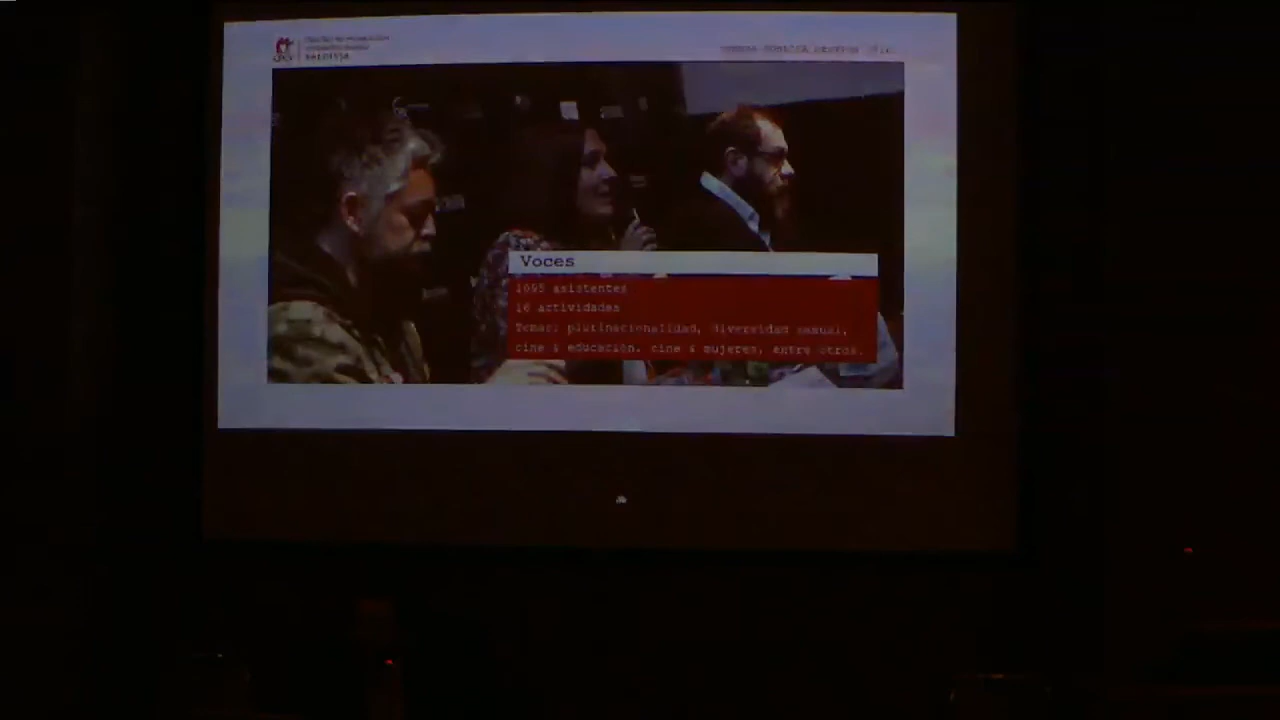 Voces
1095 asistentes
16 actividades
Temas: plurinacionalidad, diversidad sexual,
cine & educación, cine & mujeres, entre otros.